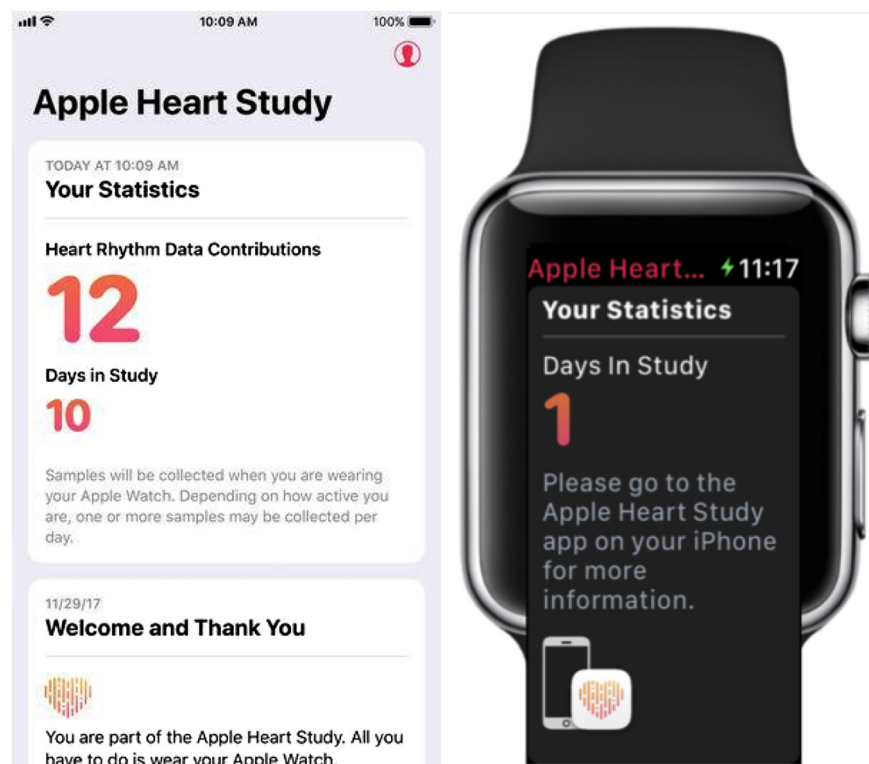 10:09 AM
100%
Apple Heart Study
TODAY AT 10:09 AM
Your Statistics
Heart Rhythm Data Contributions
12
Days in Study
10
Samples will be collected when you are wearing
your Apple Watch. Depending on how active you
are, one or more samples may be collected per
day.
11/29/17
Welcome and Thank You
You are part of the Apple Heart Study. All you
have to do is wear your Apple Watch.
Apple Heart... 11:17
Your Statistics
Days In Study
1
Please go to the
Apple Heart Study
app on your iPhone
for more
information.